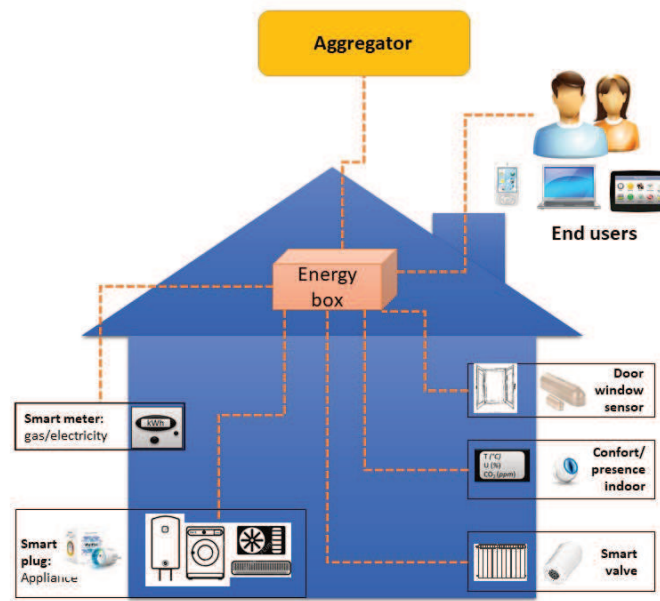 Aggregator
End users
Energy
box
Smart meter:
gas/electricity
kWh
Door
window
sensor
T (°C)
U (N)
CO₂ (ppm)
Confort/
presence
indoor
Smart
plug:
Appliance
Smart
valve